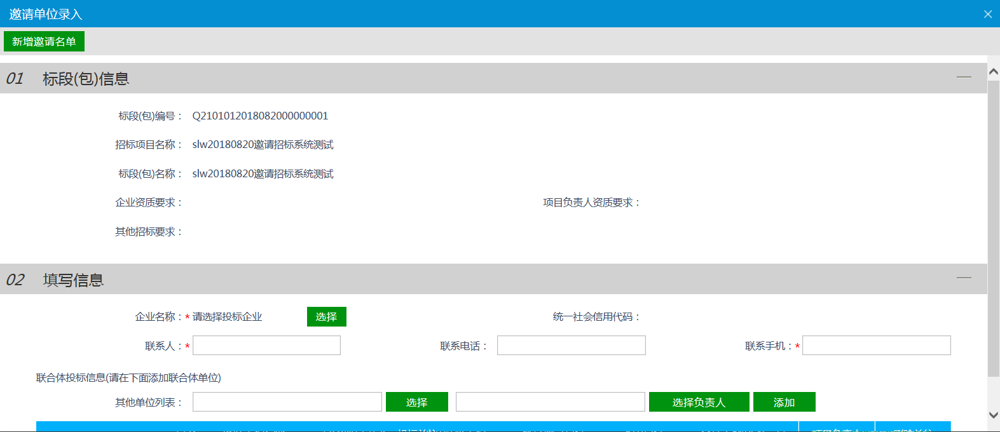 邀请单位录入
新增邀请名单
01 标段(包)信息
标段(包)编号： Q2101012018082000000001
招标项目名称： slw20180820邀请招标系统测试
标段(包)名称： slw20180820邀请招标系统测试
企业资质要求： 项目负责人资质要求：
其他招标要求：
02 填写信息
企业名称：* 请选择投标企业 选择 统一社会信用代码：
联系人：* 联系电话： 联系手机：*
联合体投标信息(请在下面添加联合体单位)
其他单位列表： 选择 选择负责人 添加